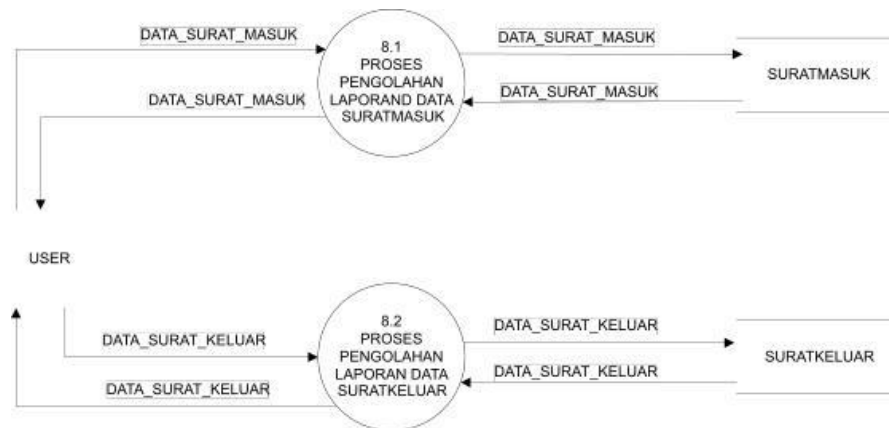 DATA_SURAT_MASUK
8.1
PROSES
PENGOLAHAN
LAPORAND DATA
SURATMASUK
DATA_SURAT_MASUK
SURATMASUK
DATA_SURAT_MASUK
DATA_SURAT_MASUK
USER
DATA_SURAT_KELUAR
8.2
PROSES
PENGOLAHAN
LAPORAN DATA
SURATKELUAR
DATA_SURAT_KELUAR
SURATKELUAR
DATA_SURAT_KELUAR
DATA_SURAT_KELUAR